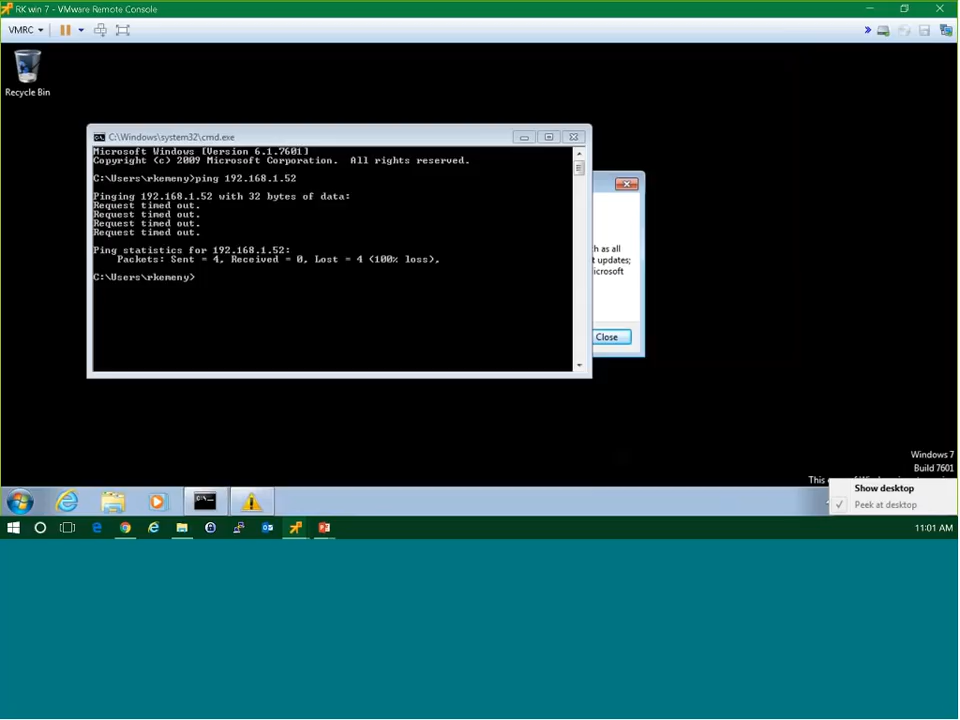 RK win 7 - VMware Remote Console
VMRC
Recycle Bin
C:\Windows\system32\cmd.exe
Microsoft Windows [Version 6.1.7601]
Copyright (c) 2009 Microsoft Corporation.  All rights reserved.
C:\Users\rkemeny>ping 192.168.1.52
Pinging 192.168.1.52 with 32 bytes of data:
Request timed out.
Request timed out.
Request timed out.
Request timed out.
Ping statistics for 192.168.1.52:
    Packets: Sent = 4, Received = 0, Lost = 4 (100% loss),
C:\Users\rkemeny>
h as all
t updates;
icrosoft
Close
Windows 7
Build 7601
This
Show desktop
Peek at desktop
11:01 AM